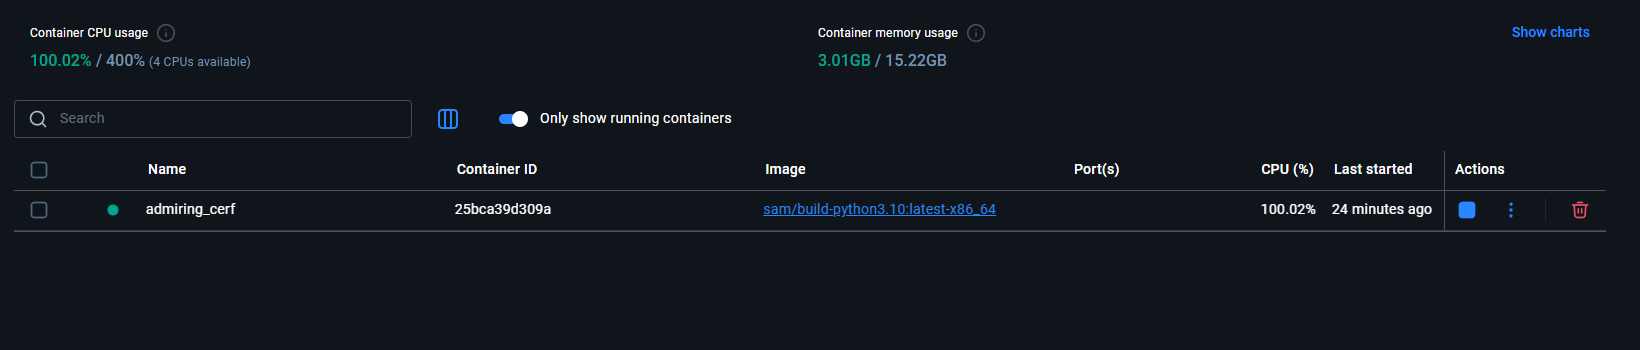 Container CPU usage
Container memory usage
Show charts
100.02% / 400% (4 CPUs available)
3.01GB / 15.22GB
Search
Only show running containers
Name Container ID Image Port(s) CPU (%) Last started Actions
admiring_cerf 25bca39d309a sam/build-python3.10:latest-x86_64 100.02% 24 minutes ago